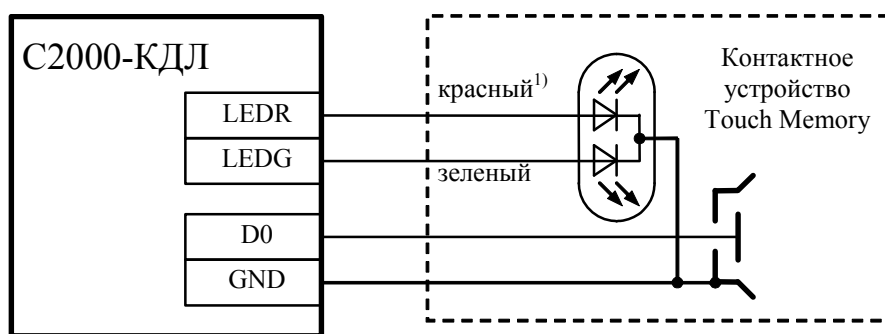 С2000-КДЛ
Контактное
устройство
Touch Memory
красный1)
LEDR
LEDG
зеленый
D0
GND